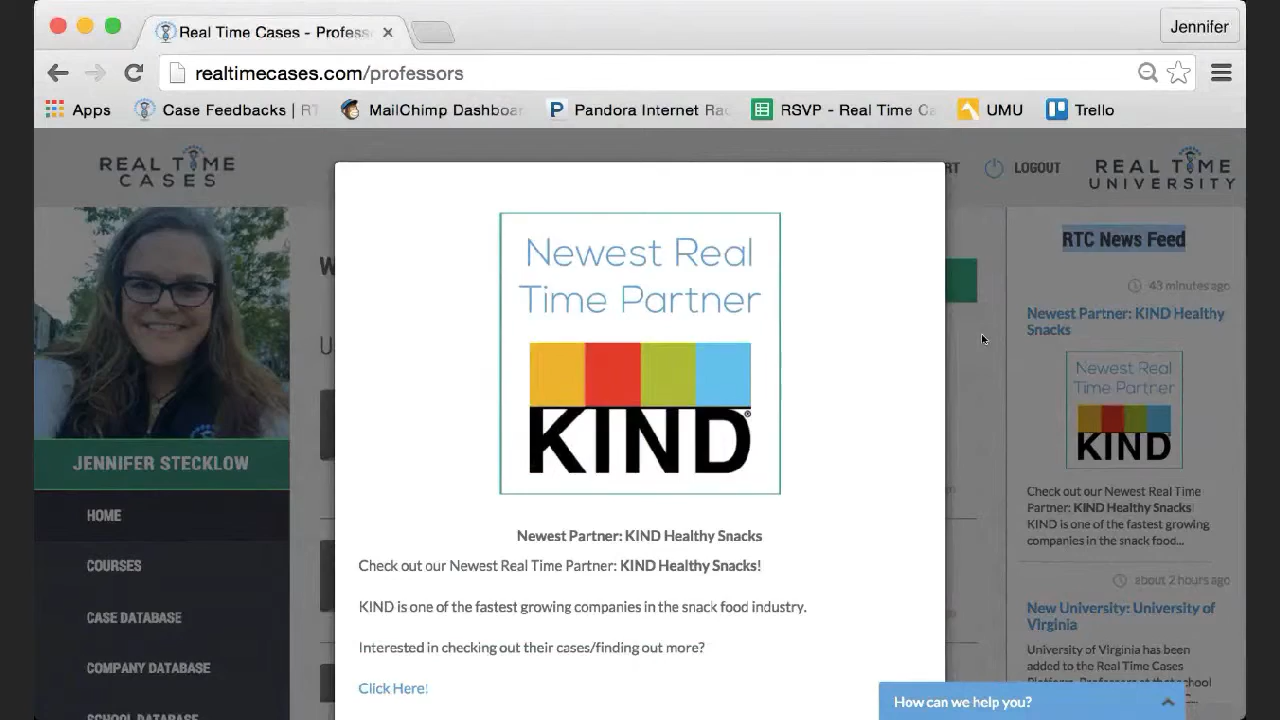 Real Time Cases - Profess
Jennifer
realtimecases.com/professors
Apps
Case Feedbacks | RT
MailChimp Dashboar
P
Pandora Internet Rad
RSVP - Real Time Ca
UMU
Trello
REAL TIME
CASES
RT
LOGOUT
REAL TIME
UNIVERSITY
W
U
JENNIFER STECKLOW
HOME
COURSES
CASE DATABASE
COMPANY DATABASE
SCHOOL DATABASE
Newest Real
Time Partner
KIND®
Newest Partner: KIND Healthy Snacks
Check out our Newest Real Time Partner: KIND Healthy Snacks!
KIND is one of the fastest growing companies in the snack food industry.
Interested in checking out their cases/finding out more?
Click Here!
RTC News Feed
43 minutes ago
Newest Partner: KIND Healthy
Snacks
Newest Real
Time Partner
KIND
Check out our Newest Real Time
Partner: KIND Healthy Snacks!
KIND is one of the fastest growing
companies in the snack food...
about 2 hours ago
New University: University of
Virginia
University of Virginia has been
added to the Real Time Cases
How can we help you?